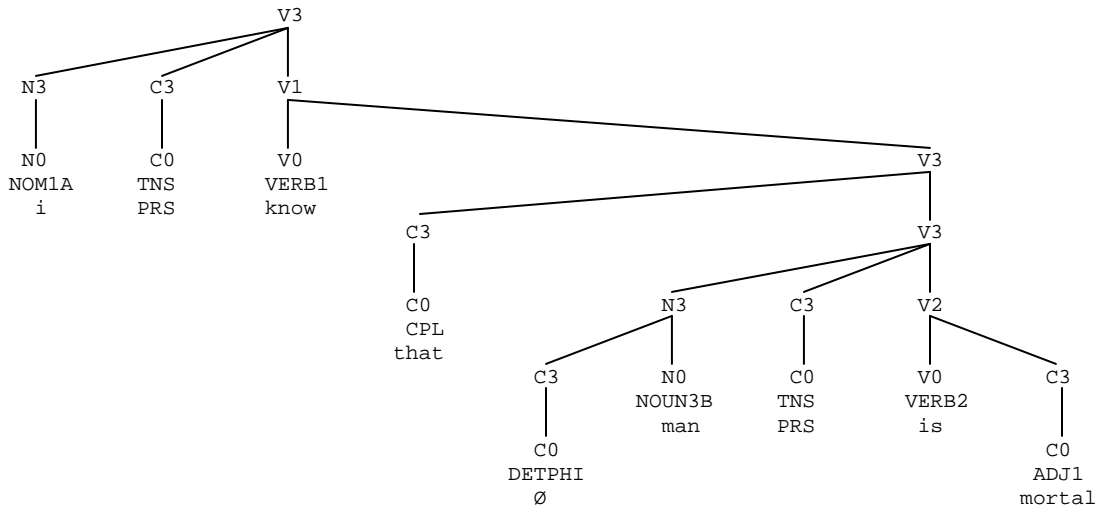 V3
N3 C3 V1
N0 C0 V0 V3
NOM1A TNS VERB1
i PRS know
C3 V3
C0 N3 C3 V2
CPL
that
C3 N0 C0 V0 C3
NOUN3B TNS VERB2
man PRS is
C0 C0
DETPHI ADJ1
Ø mortal